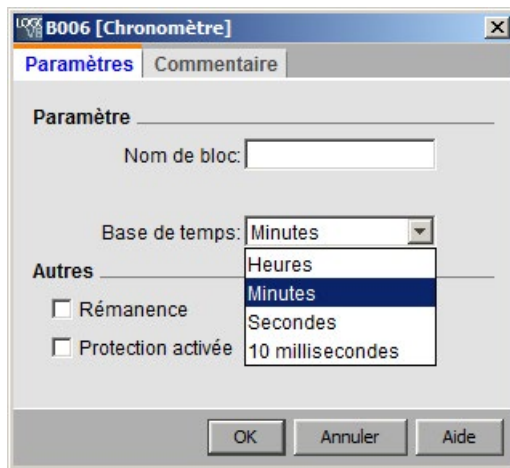 B006 [Chronomètre]
Paramètres Commentaire
Paramètre
Nom de bloc:
Base de temps: Minutes
Heures
Autres
Minutes
Rémanence
Secondes
Protection activée 10 millisecondes
OK Annuler Aide